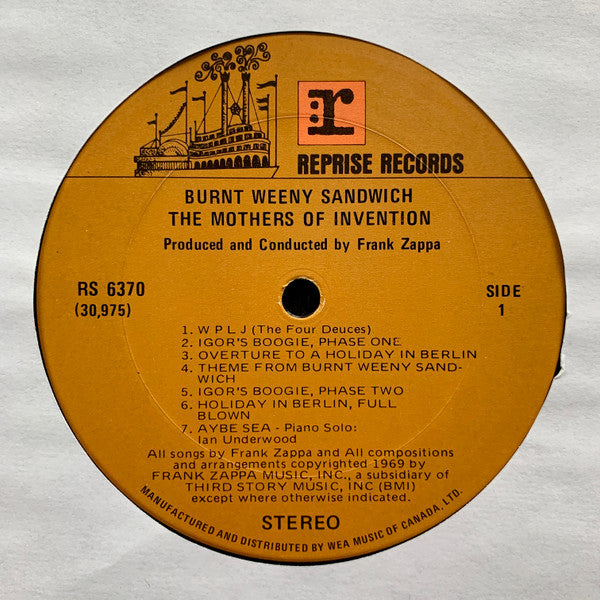 :r
REPRISE RECORDS
BURNT WEENY SANDWICH
THE MOTHERS OF INVENTION
Produced and Conducted by Frank Zappa
RS 6370
(30,975)
SIDE
1
1. W P L J (The Four Deuces)
2. IGOR'S BOOGIE, PHASE ONE
3. OVERTURE TO A HOLIDAY IN BERLIN
4. THEME FROM BURNT WEENY SAND-
WICH
5. IGOR'S BOOGIE, PHASE TWO
6. HOLIDAY IN BERLIN, FULL
BLOWN
7. AYBE SEA - Piano Solo:
Ian Underwood
All songs by Frank Zappa and All compositions
and arrangements copyrighted 1969 by
FRANK ZAPPA MUSIC, INC., a subsidiary of
THIRD STORY MUSIC, INC (BMI)
except where otherwise indicated.
STEREO
MANUFACTURED AND DISTRIBUTED BY WEA MUSIC OF CANADA, LTD.